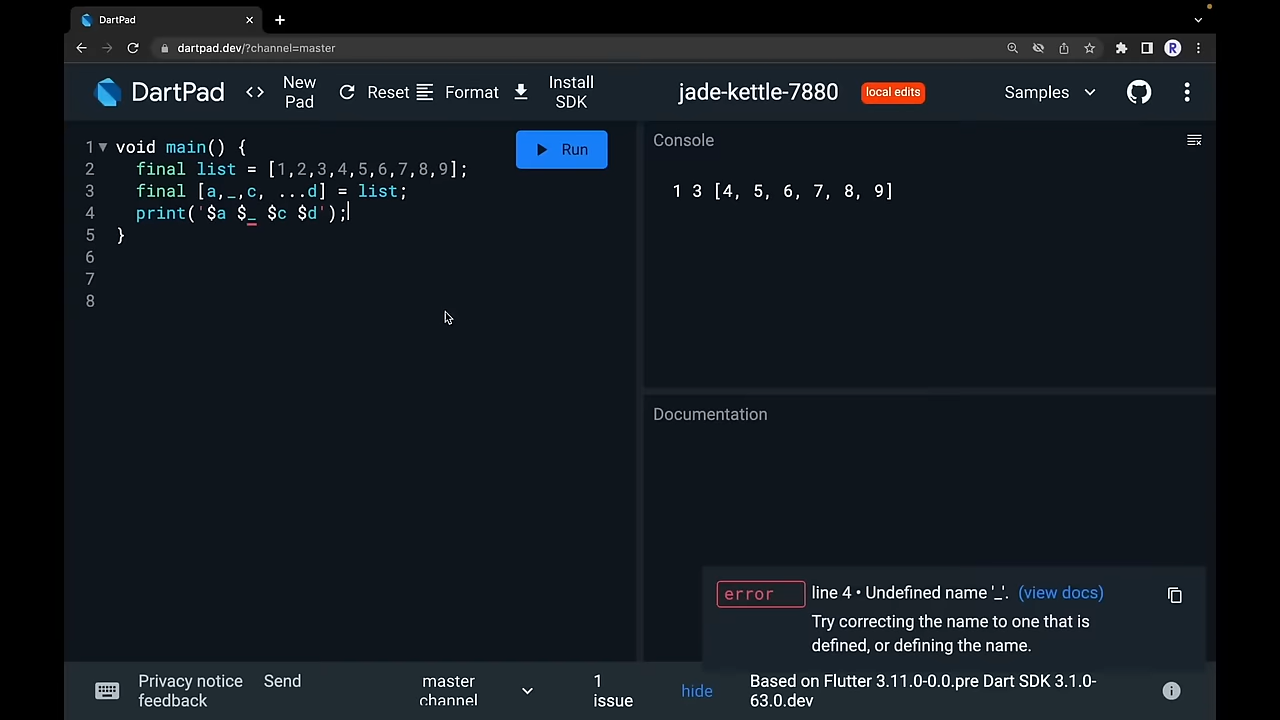 DartPad
dartpad.dev/?channel=master
R
DartPad
<> New Pad
Reset
Format
Install SDK
jade-kettle-7880
local edits
Samples
1 void main() {
2 final list = [1,2,3,4,5,6,7,8,9];
3 final [a,_,c, ...d] = list;
4 print('$a $_ $c $d');
5 }
6
7
8
Run
Console
1 3 [4, 5, 6, 7, 8, 9]
Documentation
error line 4 • Undefined name '_'. (view docs)
Try correcting the name to one that is
defined, or defining the name.
Privacy notice
feedback
Send
master
channel
1
issue
hide
Based on Flutter 3.11.0-0.0.pre Dart SDK 3.1.0-
63.0.dev